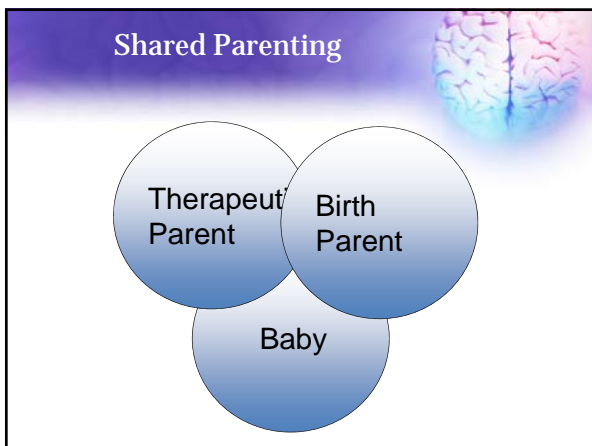 Shared Parenting
Therapeuti
Parent
Birth
Parent
Baby